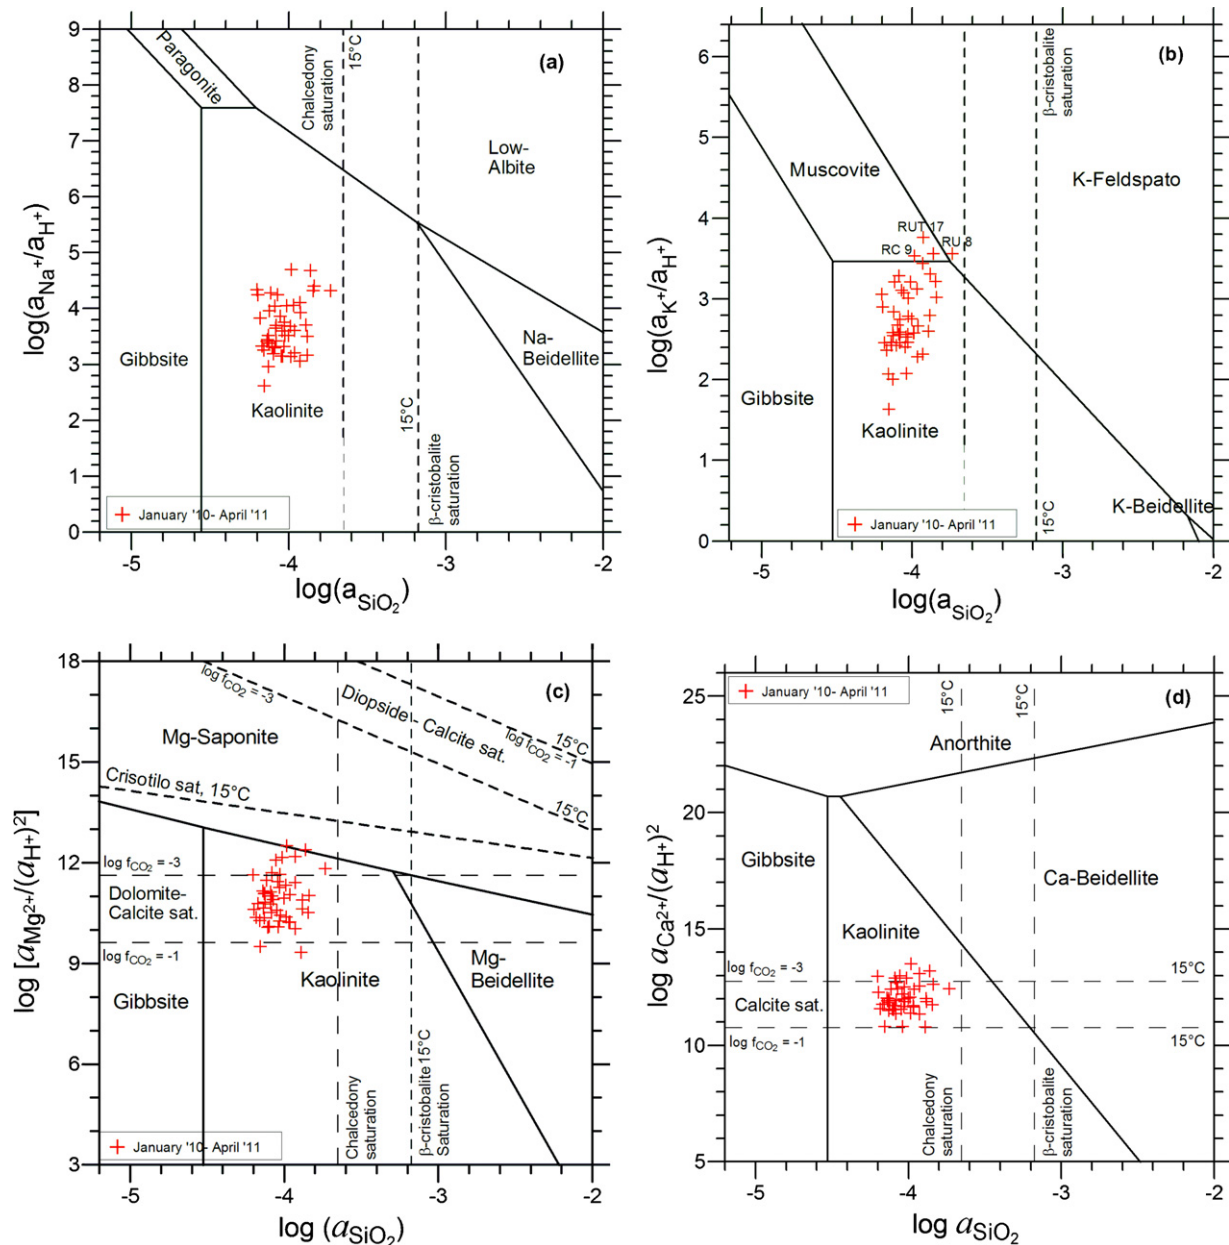 (a)
9
8
7
6
5
4
3
2
1
0
log(aNa+/aH+)
Paragonite
Chalcedony
saturation
15°C
Low-
Albite
Na-
Beidellite
Gibbsite
Kaolinite
15°C
β-cristobalite
saturation
January '10- April '11
-5
-4
-3
-2
log(aSiO2)
(b)
6
5
4
3
2
1
0
log(aK+/aH+)
β-cristobalite
saturation
Muscovite
K-Feldspato
RUT 17
RC 9
RU 8
Gibbsite
Kaolinite
K-Beidellite
January '10- April '11
15°C
-5
-4
-3
-2
log(aSiO2)
(c)
18
15
12
9
6
3
log [aMg2+/(aH+)2]
log fCO2 = -3
Diopside - Calcite sat.
15°C
log fCO2 = -1
Mg-Saponite
Crisotilo sat, 15°C
15°C
log fCO2 = -3
Dolomite-
Calcite sat.
log fCO2 = -1
Kaolinite
Mg-
Beidellite
Gibbsite
Chalcedony
saturation
β-cristobalite 15°C
Saturation
January '10- April '11
-5
-4
-3
-2
log (aSiO2)
(d)
January '10- April '11
25
20
15
10
5
log aCa2+/(aH+)2
15°C
15°C
Anorthite
Gibbsite
Ca-Beidellite
Kaolinite
log fCO2 = -3
15°C
Calcite sat.
log fCO2 = -1
15°C
Chalcedony
saturation
β-cristobalite
saturation
-5
-4
-3
-2
log aSiO2